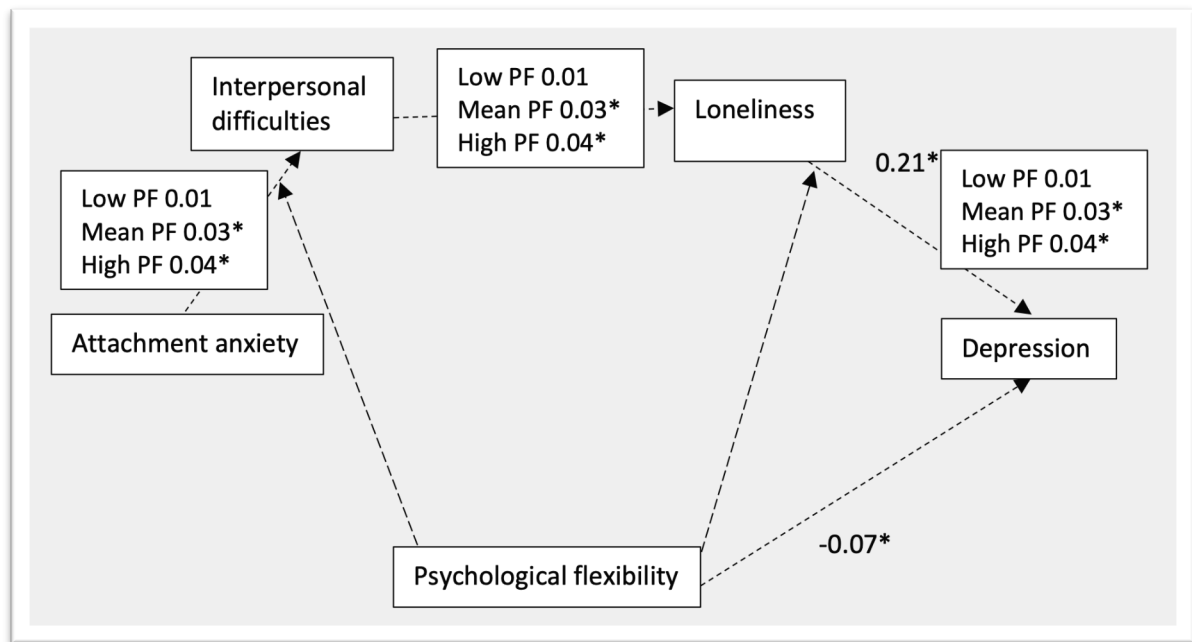 Interpersonal
difficulties
Low PF 0.01
Mean PF 0.03*
High PF 0.04*
Loneliness
0.21*
Low PF 0.01
Mean PF 0.03*
High PF 0.04*
Low PF 0.01
Mean PF 0.03*
High PF 0.04*
Attachment anxiety
Depression
-0.07*
Psychological flexibility